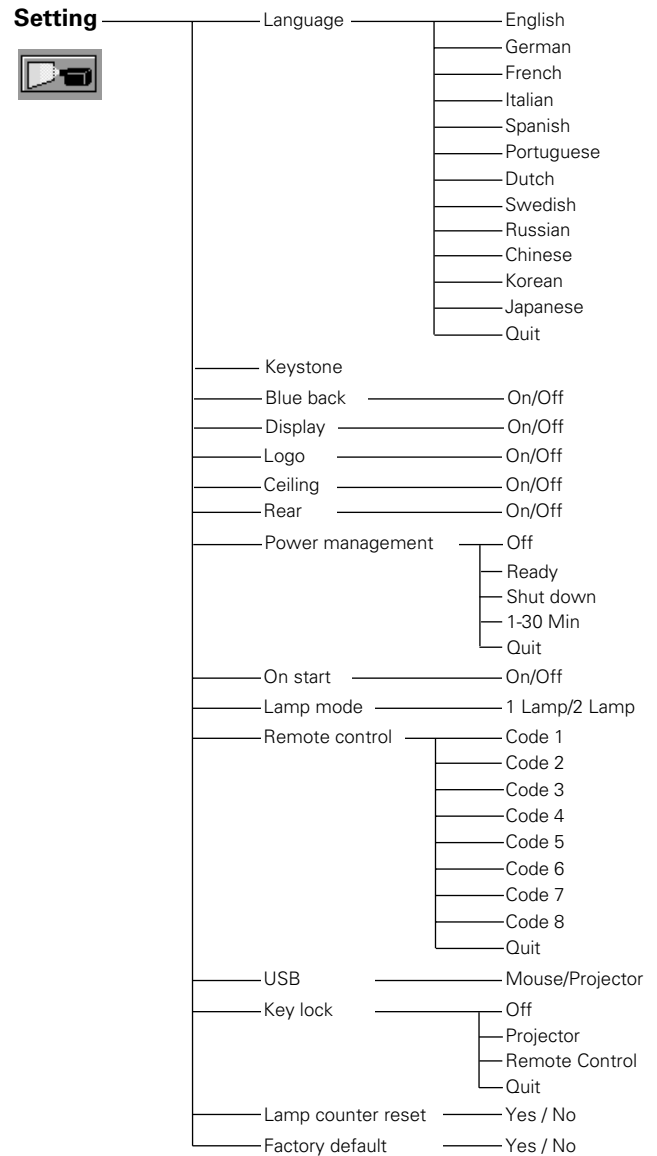 Setting Language English
German
French
Italian
Spanish
Portuguese
Dutch
Swedish
Russian
Chinese
Korean
Japanese
Quit
Keystone
Blue back On/Off
Display On/Off
Logo On/Off
Ceiling On/Off
Rear On/Off
Power management Off
Ready
Shut down
1-30 Min
Quit
On start On/Off
Lamp mode 1 Lamp/2 Lamp
Remote control Code 1
Code 2
Code 3
Code 4
Code 5
Code 6
Code 7
Code 8
Quit
USB Mouse/Projector
Key lock Off
Projector
Remote Control
Quit
Lamp counter reset Yes / No
Factory default Yes / No